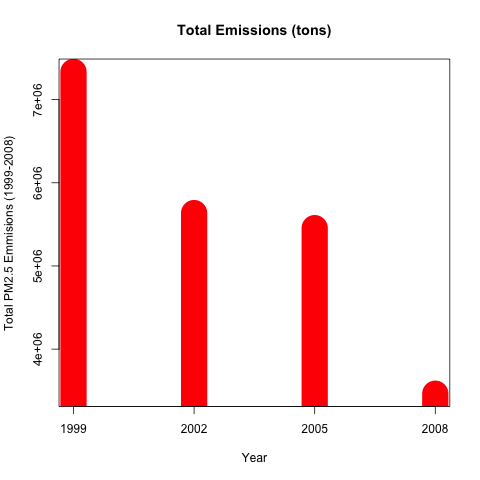 Total Emissions (tons)
Total PM2.5 Emmisions (1999-2008)
7e+06
6e+06
5e+06
4e+06
1999 2002 2005 2008
Year